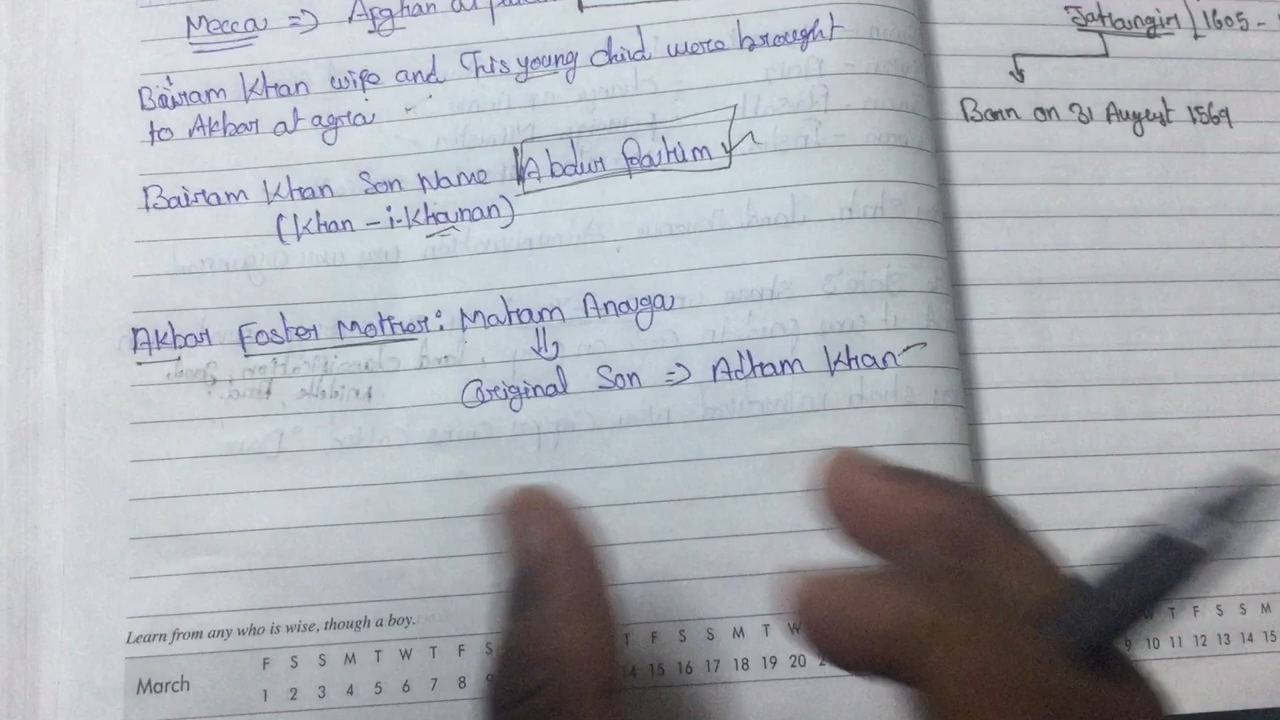 Mecca => Afghan
Bairam Khan wife and This young child were brought
to Akbar at agra
Bairam Khan Son Name Abdur Rahim
(Khan-i-Khanan)
Akbar Foster Mother: Maham Anaga
Original Son => Adham Khan
Learn from any who is wise, though a boy.
F S S M T W T F S T F S S M T W
March 1 2 3 4 5 6 7 8 9 14 15 16 17 18 19 20
Jahangir | 1605-
Born on 31 August 1569
T F S S M
9 10 11 12 13 14 15